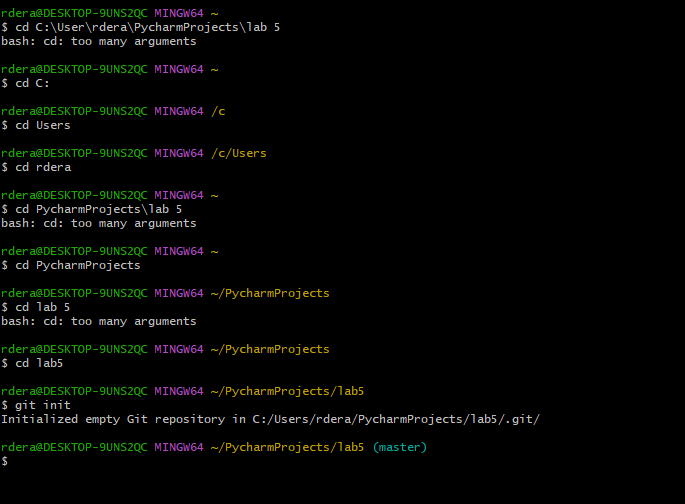 rdera@DESKTOP-9UNS2QC MINGW64 ~
$ cd C:\User\rdera\PycharmProjects\lab 5
bash: cd: too many arguments
rdera@DESKTOP-9UNS2QC MINGW64 ~
$ cd C:
rdera@DESKTOP-9UNS2QC MINGW64 /c
$ cd Users
rdera@DESKTOP-9UNS2QC MINGW64 /c/Users
$ cd rdera
rdera@DESKTOP-9UNS2QC MINGW64 ~
$ cd PycharmProjects\lab 5
bash: cd: too many arguments
rdera@DESKTOP-9UNS2QC MINGW64 ~
$ cd PycharmProjects
rdera@DESKTOP-9UNS2QC MINGW64 ~/PycharmProjects
$ cd lab 5
bash: cd: too many arguments
rdera@DESKTOP-9UNS2QC MINGW64 ~/PycharmProjects
$ cd lab5
rdera@DESKTOP-9UNS2QC MINGW64 ~/PycharmProjects/lab5
$ git init
Initialized empty Git repository in C:/Users/rdera/PycharmProjects/lab5/.git/
rdera@DESKTOP-9UNS2QC MINGW64 ~/PycharmProjects/lab5 (master)
$